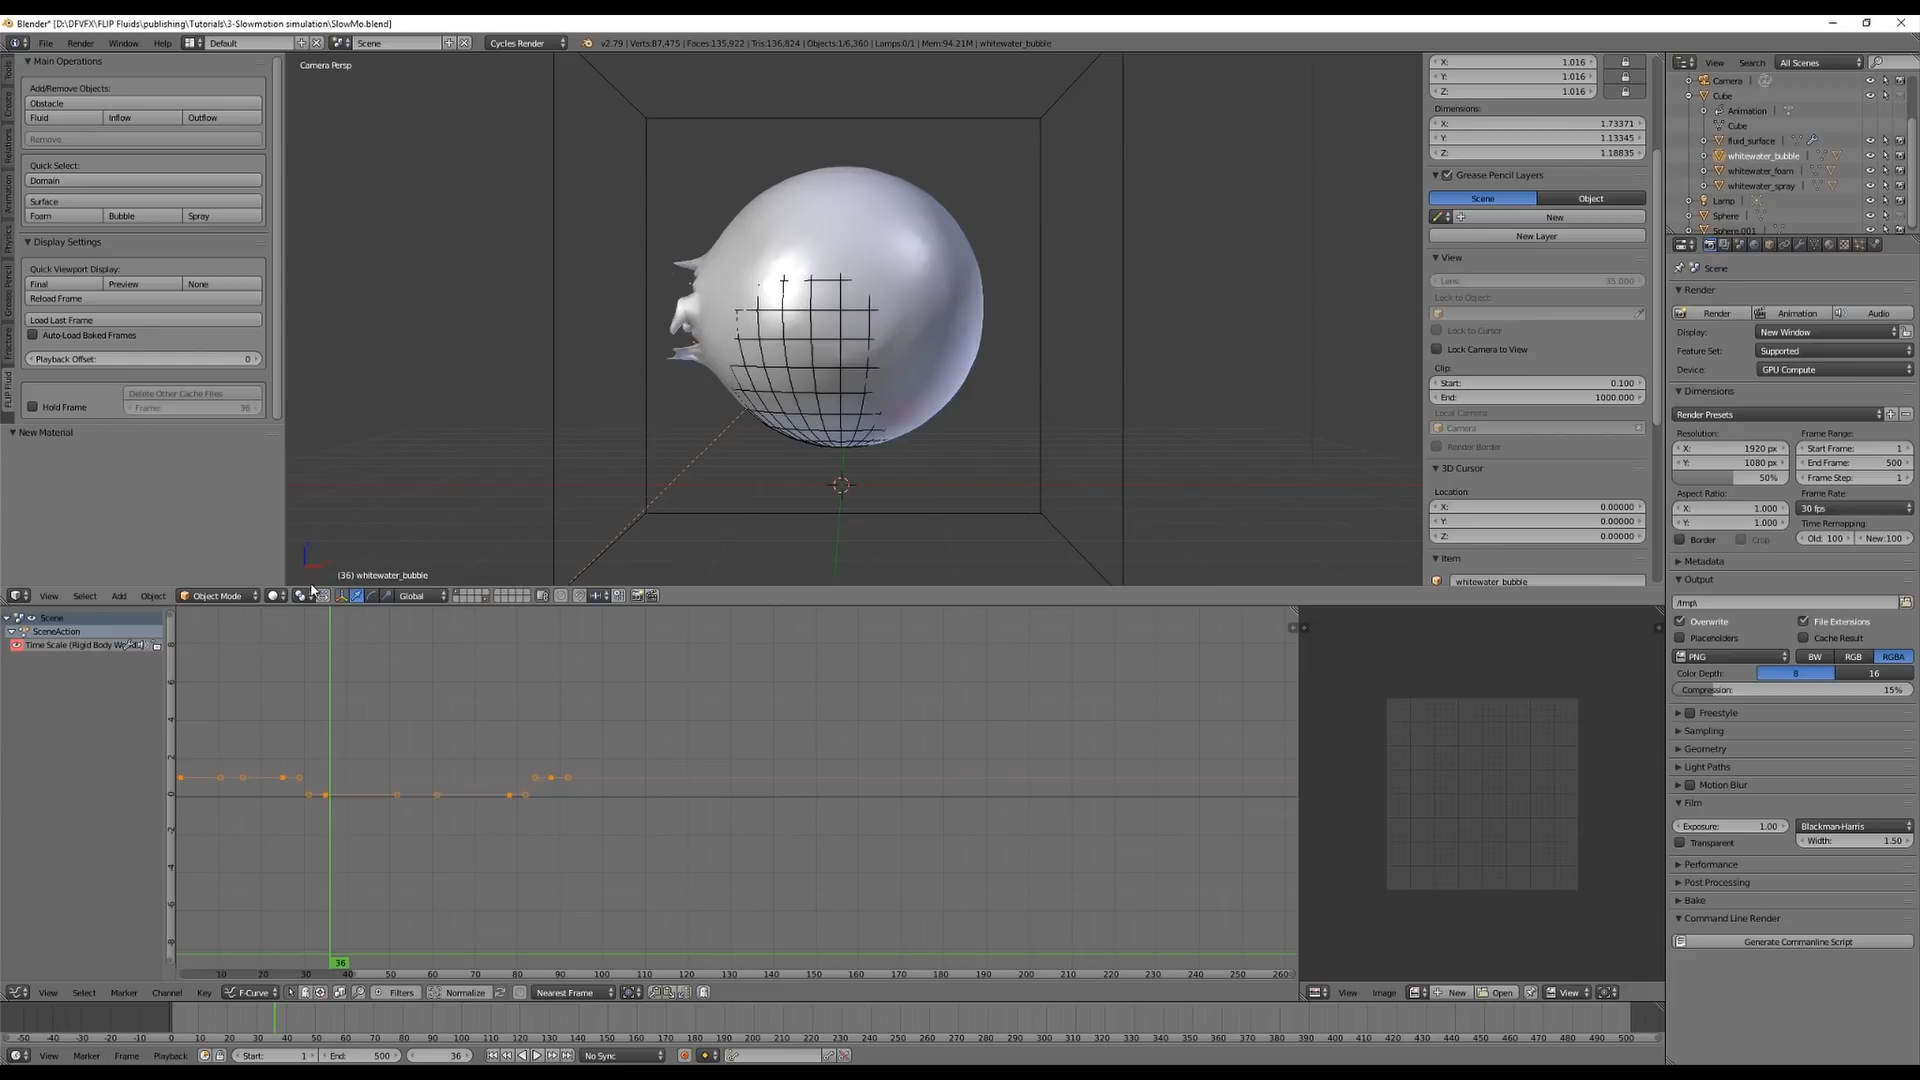 Blender* [D:\DFVFX\FLIP Fluids\publishing\Tutorials\3-Slowmotion simulation\SlowMo.blend]
File Render Window Help Default Scene Cycles Render v2.79 | Verts:87,475 | Faces:135,922 | Tris:136,824 | Objects:1/6,360 | Lamps:0/1 | Mem:94.21M | whitewater_bubble
Tools
Create
Relations
Animation
Physics
Grease Pencil
Fracture
FLIP Fluid
Main Operations
Add/Remove Objects:
Obstacle
Fluid Inflow Outflow
Remove
Quick Select:
Domain
Surface
Foam Bubble Spray
Display Settings
Quick Viewport Display:
Final Preview None
Reload Frame
Load Last Frame
Auto-Load Baked Frames
Playback Offset: 0
Delete Other Cache Files
Hold Frame Frame: 36
New Material
Camera Persp
(36) whitewater_bubble
X: 1.016
Y: 1.016
Z: 1.016
Dimensions:
X: 1.73371
Y: 1.13345
Z: 1.18835
Grease Pencil Layers
Scene Object
New
New Layer
View
Lens: 35.000
Lock to Object:
Lock to Cursor
Lock Camera to View
Clip:
Start: 0.100
End: 1000.000
Local Camera:
Camera
Render Border
3D Cursor
Location:
X: 0.00000
Y: 0.00000
Z: 0.00000
Item
whitewater_bubble
View Search All Scenes
Camera
Cube
Animation
Cube
fluid_surface
whitewater_bubble
whitewater_foam
whitewater_spray
Lamp
Sphere
Sphere.001
Scene
Render
Render Animation Audio
Display: New Window
Feature Set: Supported
Device: GPU Compute
Dimensions
Render Presets
Resolution: Frame Range:
X: 1920 px Start Frame: 1
Y: 1080 px End Frame: 500
50% Frame Step: 1
Aspect Ratio: Frame Rate:
X: 1.000 30 fps
Y: 1.000 Time Remapping:
Border Crop Old: 100 New:100
Metadata
Output
/tmp\
Overwrite File Extensions
Placeholders Cache Result
PNG BW RGB RGBA
Color Depth: 8 16
Compression: 15%
Freestyle
Sampling
Geometry
Light Paths
Motion Blur
Film
Exposure: 1.00 Blackman-Harris
Transparent Width: 1.50
Performance
Post Processing
Bake
Command Line Render
Generate Commanline Script
View Select Add Object Object Mode Global
Scene
SceneAction
Time Scale (Rigid Body
8
6
4
2
0
-2
-4
-6
-8
36
10 20 30 40 50 60 70 80 90 100 110 120 130 140 150 160 170 180 190 200 210 220 230 240 250 260
View Select Marker Channel Key F-Curve Filters Normalize Nearest Frame
View Image New Open View
-50 -40 -30 -20 -10 0 10 20 30 40 50 60 70 80 90 100 110 120 130 140 150 160 170 180 190 200 210 220 230 240 250 260 270 280 290 300 310 320 330 340 350 360 370 380 390 400 410 420 430 440 450 460 470 480 490 500
View Marker Frame Playback Start: 1 End: 500 36 No Sync